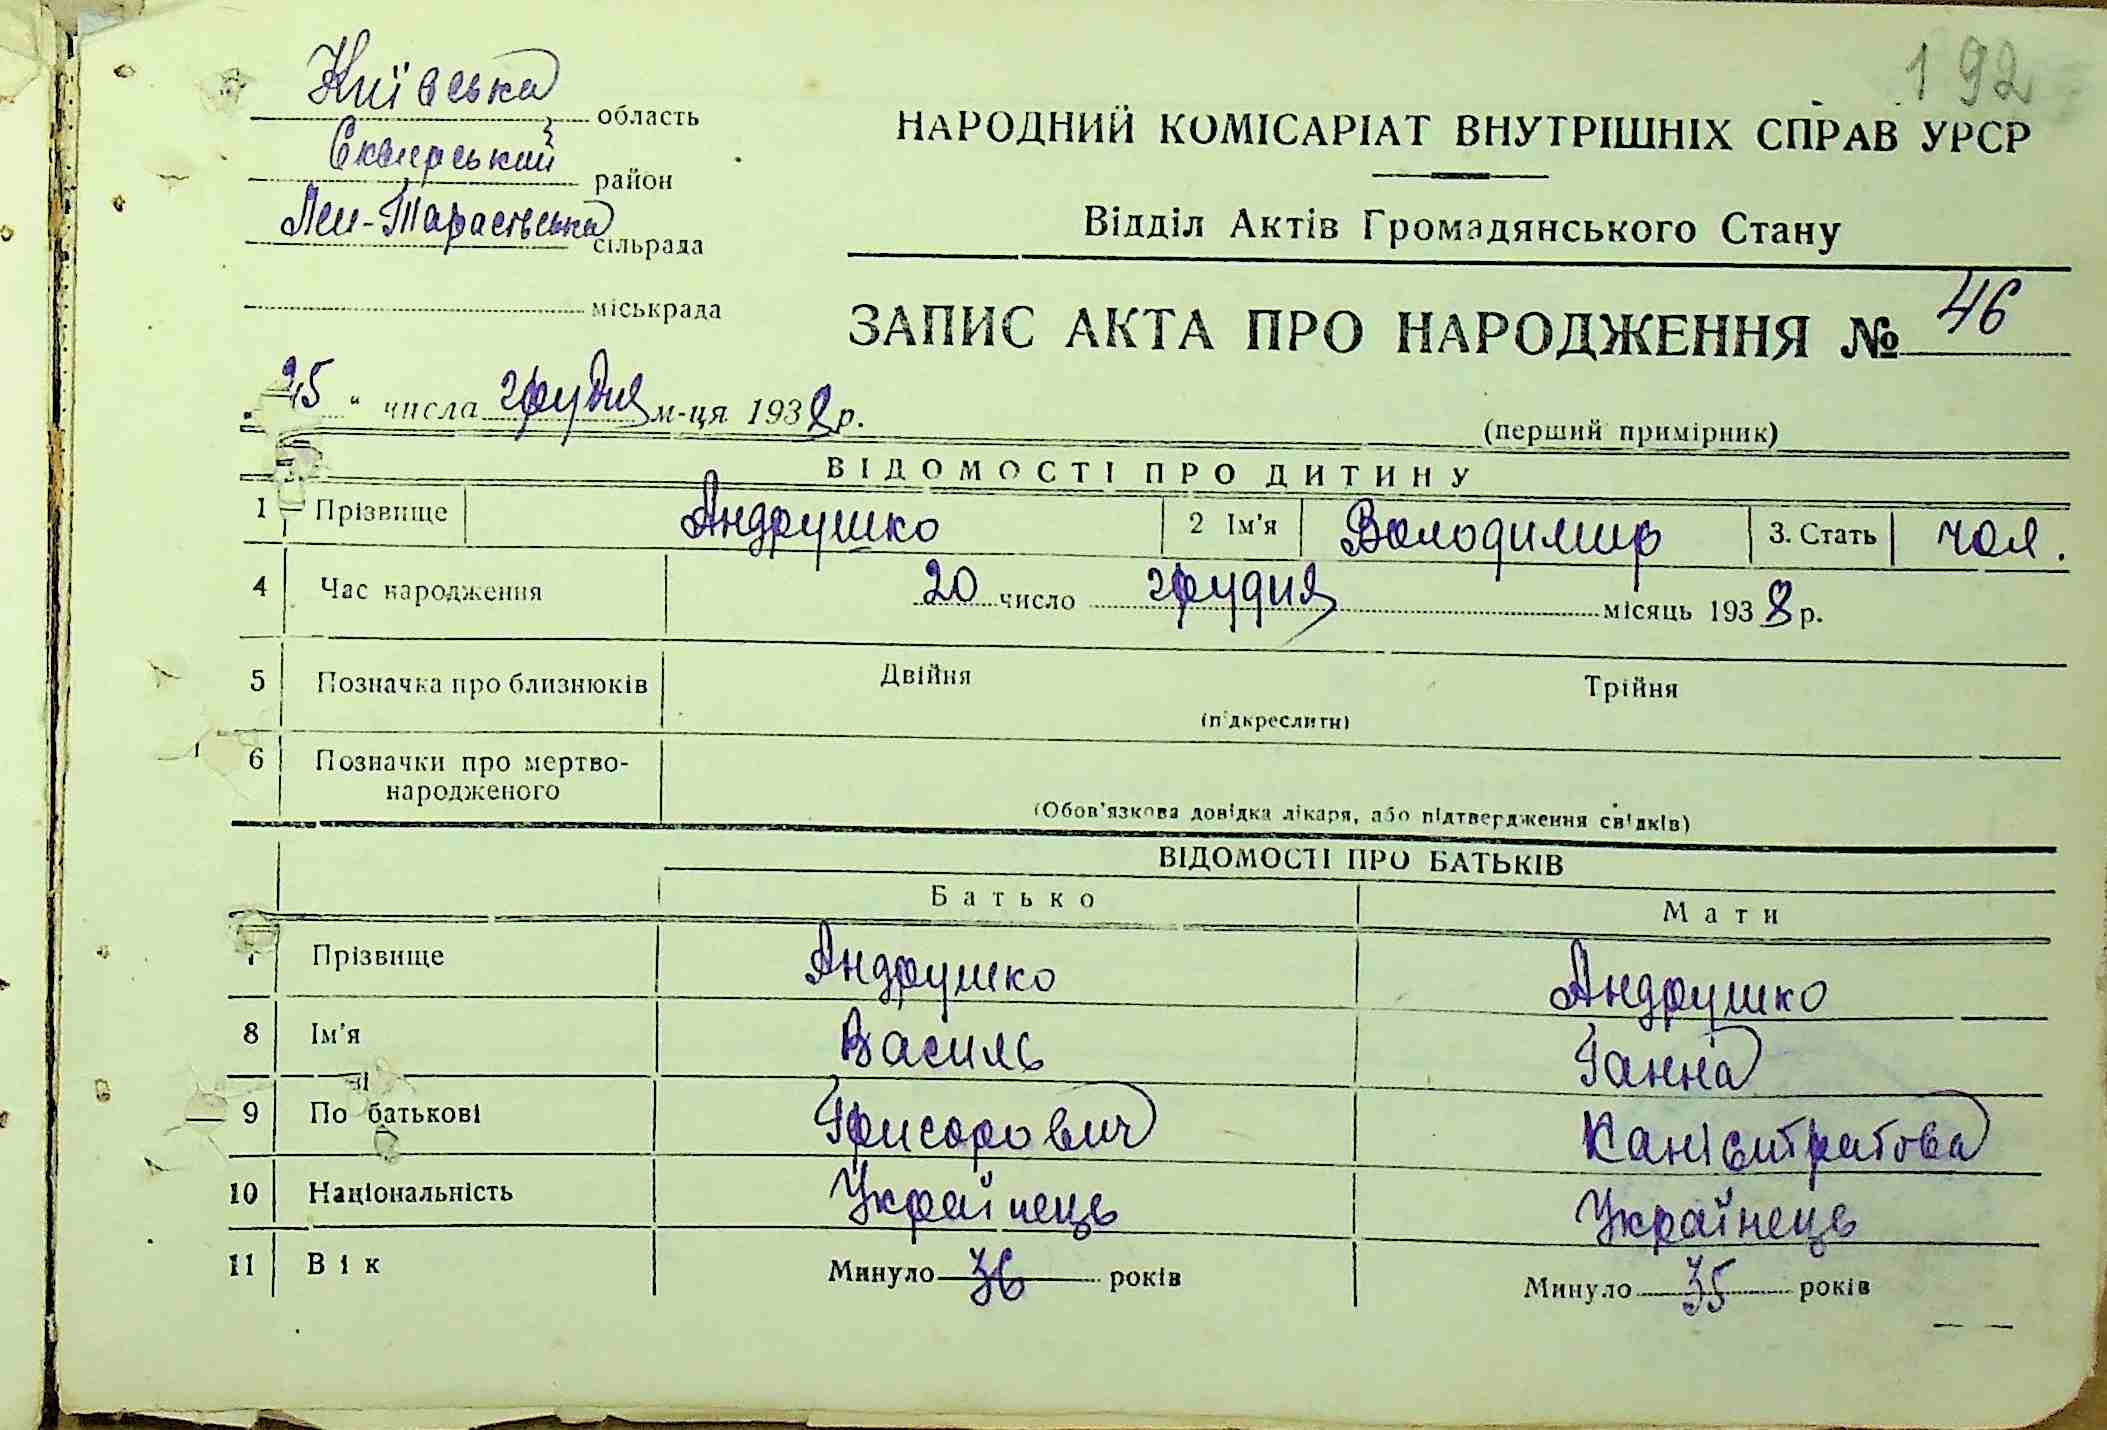 192
Київська область
Сквирський район
Лен-Тарасівська сільрада
міськрада
НАРОДНИЙ КОМІСАРІАТ ВНУТРІШНІХ СПРАВ УРСР
Відділ Актів Громадянського Стану
ЗАПИС АКТА ПРО НАРОДЖЕННЯ № 46
25 " числа грудня м-ця 1938 р.
(перший примірник)
ВІДОМОСТІ ПРО ДИТИНУ
1 Прізвище Андрушко 2 Ім'я Володимир 3. Стать чол.
4 Час народження 20 число грудня місяць 1938 р.
5 Позначка про близнюків Двійня Трійня
(підкреслити)
6 Позначки про мертво-
народженого
(Обов'язкова довідка лікаря, або підтвердження свідків)
ВІДОМОСТІ ПРО БАТЬКІВ
Батько Мати
7 Прізвище Андрушко Андрушко
8 Ім'я Василь Ганна
9 По батькові Григорович
10 Національність Українець Українець
11 Вік Минуло 36 років Минуло 35 років